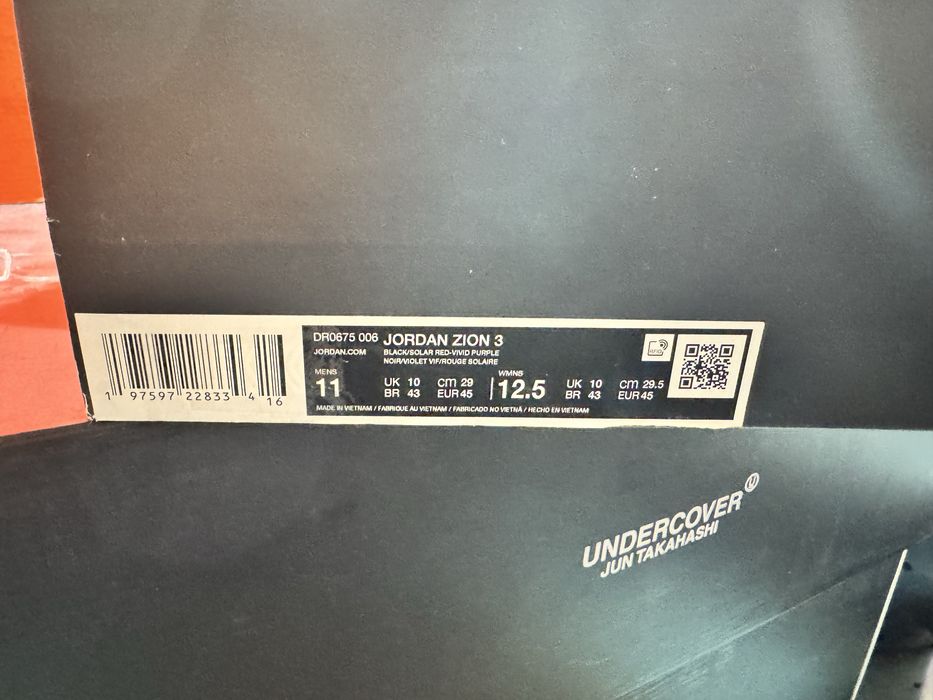 DR0675 006 JORDAN ZION 3
JORDAN.COM BLACK/SOLAR RED-VIVID PURPLE
NOIR/VIOLET VIF/ROUGE SOLAIRE
MENS WMNS
11 UK 10 CM 29 12.5 UK 10 CM 29.5
BR 43 EUR 45 BR 43 EUR 45
MADE IN VIETNAM / FABRIQUÉ AU VIETNAM / FABRICADO NO VIETNÃ / HECHO EN VIETNAM
1 97597 22833 4 16
UNDERCOVER
JUN TAKAHASHI